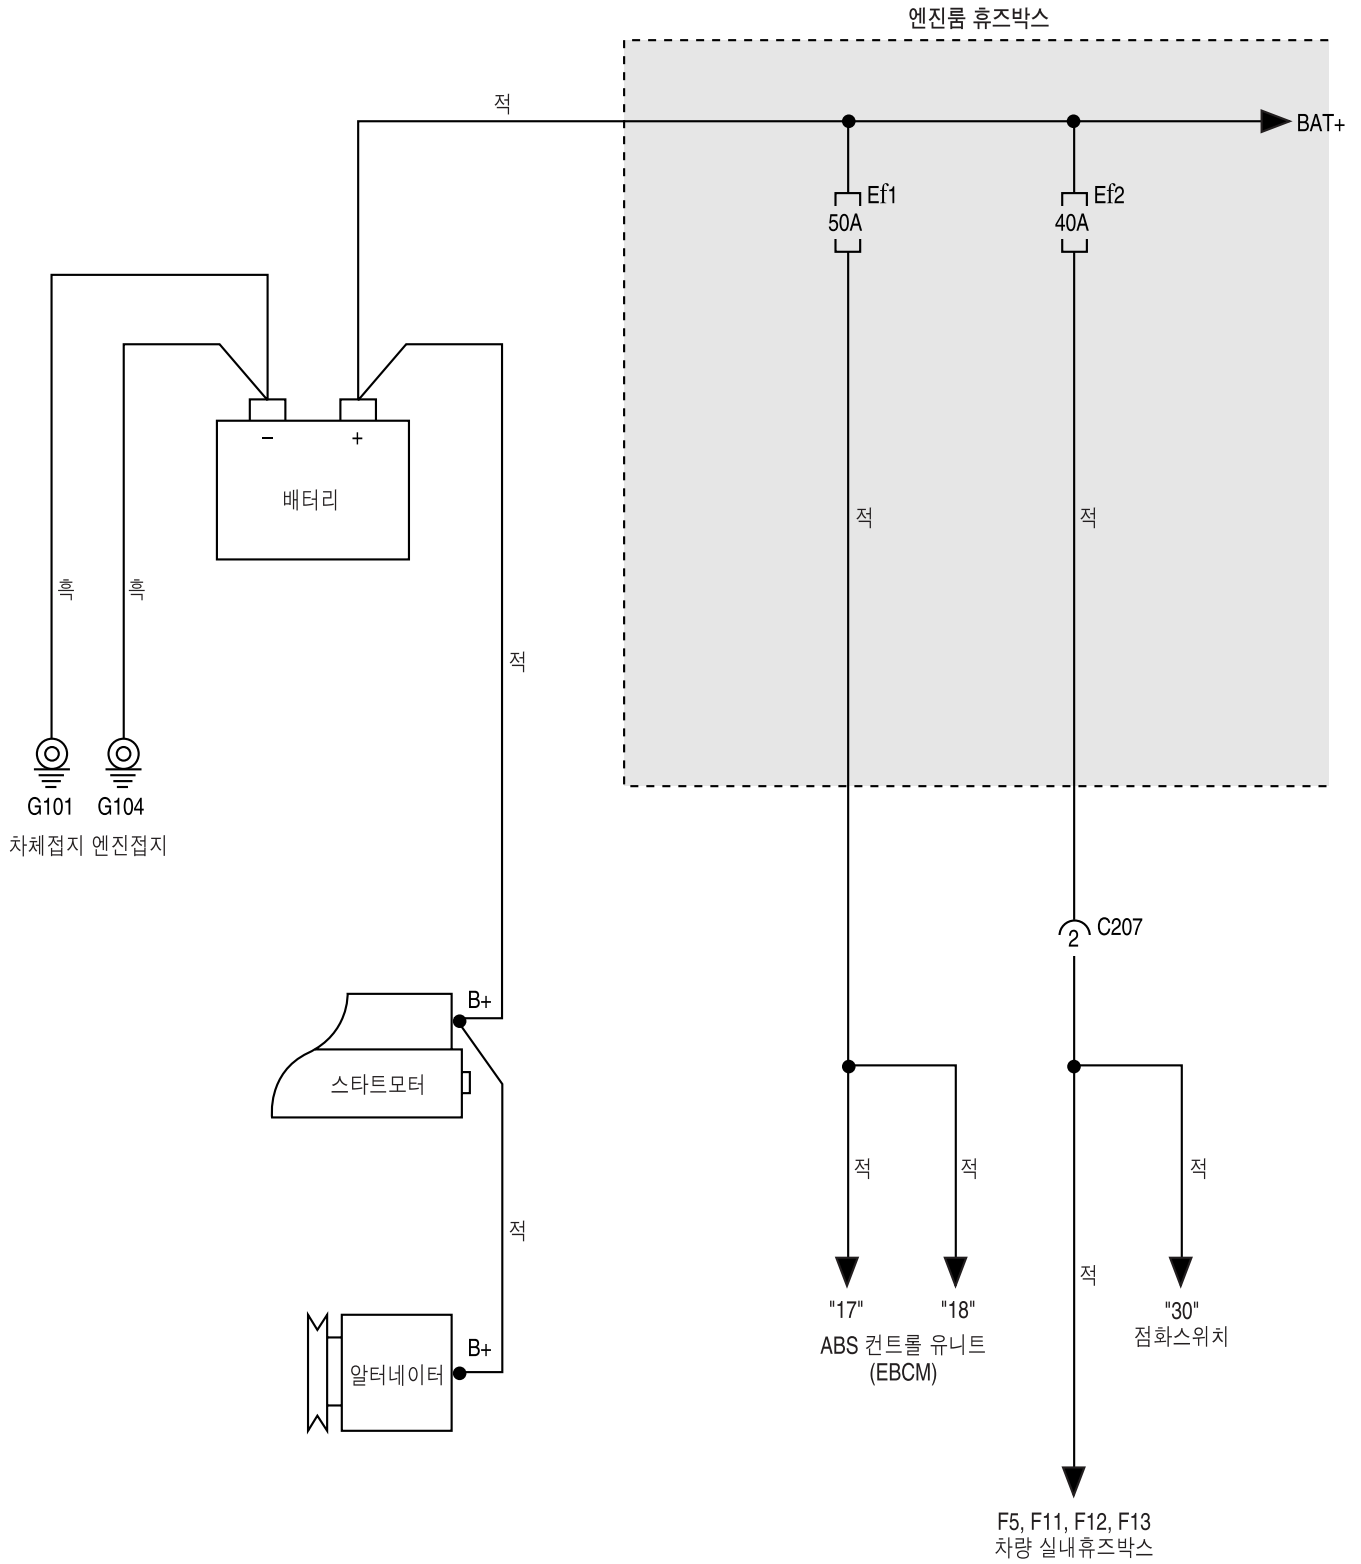 엔진룸 휴즈박스
적
BAT+
Ef1
50A
Ef2
40A
− +
배터리
적
적
흑
흑
적
G101
차체접지
G104
엔진접지
C207
2
B+
스타트모터
적
적
적
적
적
"17"
"18"
ABS 컨트롤 유니트
(EBCM)
"30"
점화스위치
B+
알터네이터
F5, F11, F12, F13
차량 실내휴즈박스